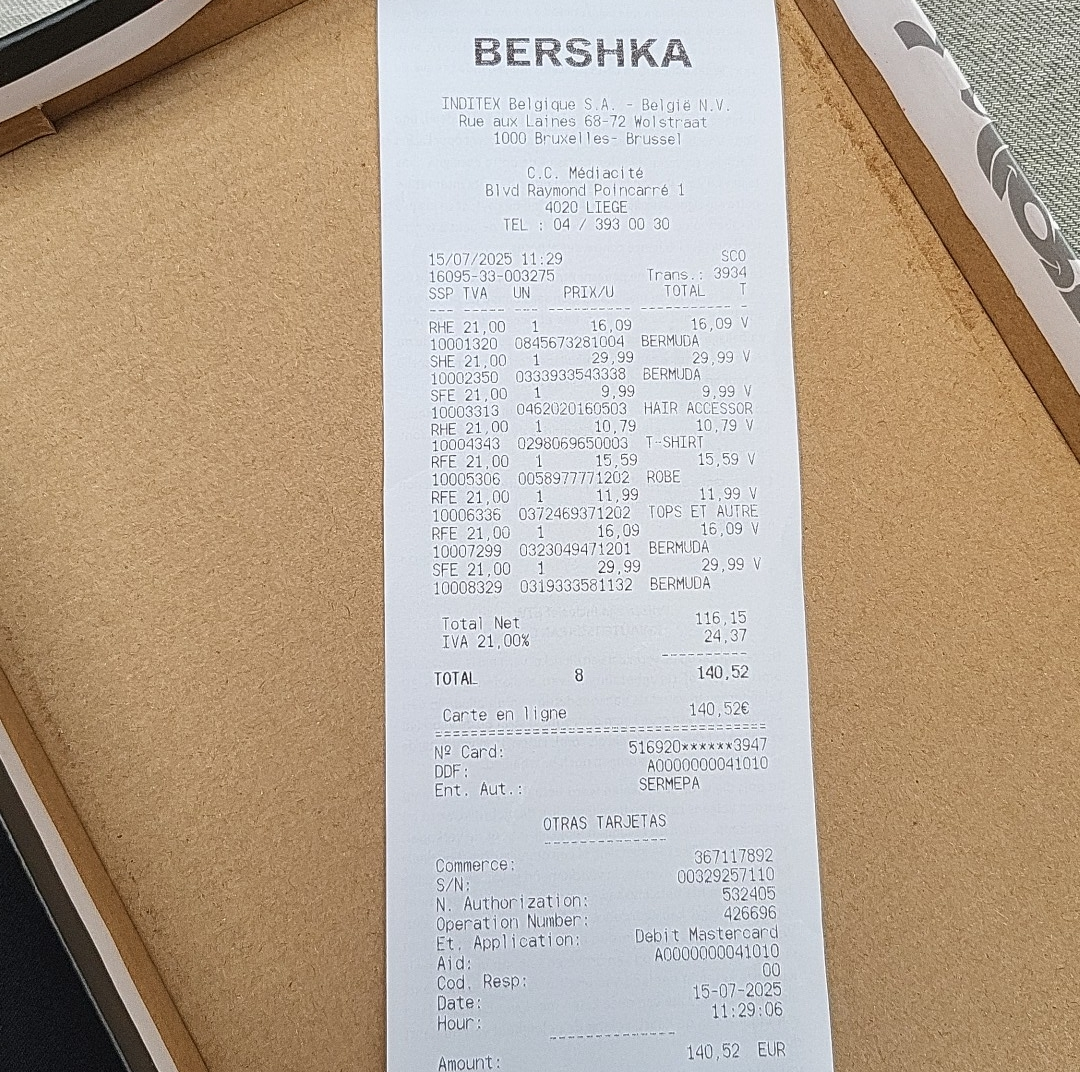 BERSHKA
INDITEX Belgique S.A. - België N.V.
Rue aux Laines 68-72 Wolstraat
1000 Bruxelles- Brussel
C.C. Médiacité
Blvd Raymond Poincarré 1
4020 LIEGE
TEL : 04 / 393 00 30
15/07/2025 11:29 SCO
16095-33-003275 Trans.: 3934
SSP TVA UN PRIX/U TOTAL T
--- ----- --- ---------- ----------- -
RHE 21,00 1 16,09 16,09 V
10001320 0845673281004 BERMUDA
SHE 21,00 1 29,99 29,99 V
10002350 0333933543338 BERMUDA
SFE 21,00 1 9,99 9,99 V
10003313 0462020160503 HAIR ACCESSOR
RHE 21,00 1 10,79 10,79 V
10004343 0298069650003 T-SHIRT
RFE 21,00 1 15,59 15,59 V
10005306 0058977771202 ROBE
RFE 21,00 1 11,99 11,99 V
10006336 0372469371202 TOPS ET AUTRE
RFE 21,00 1 16,09 16,09 V
10007299 0323049471201 BERMUDA
SFE 21,00 1 29,99 29,99 V
10008329 0319333581132 BERMUDA
Total Net 116,15
IVA 21,00% 24,37
----------
TOTAL 8 140,52
Carte en ligne 140,52€
======================================
Nº Card: 516920******3947
DDF: A0000000041010
Ent. Aut.: SERMEPA
OTRAS TARJETAS
--------------
Commerce: 367117892
S/N: 00329257110
N. Authorization: 532405
Operation Number: 426696
Et. Application: Debit Mastercard
Aid: A0000000041010
Cod. Resp: 00
Date: 15-07-2025
Hour: 11:29:06
--------------
Amount: 140,52 EUR